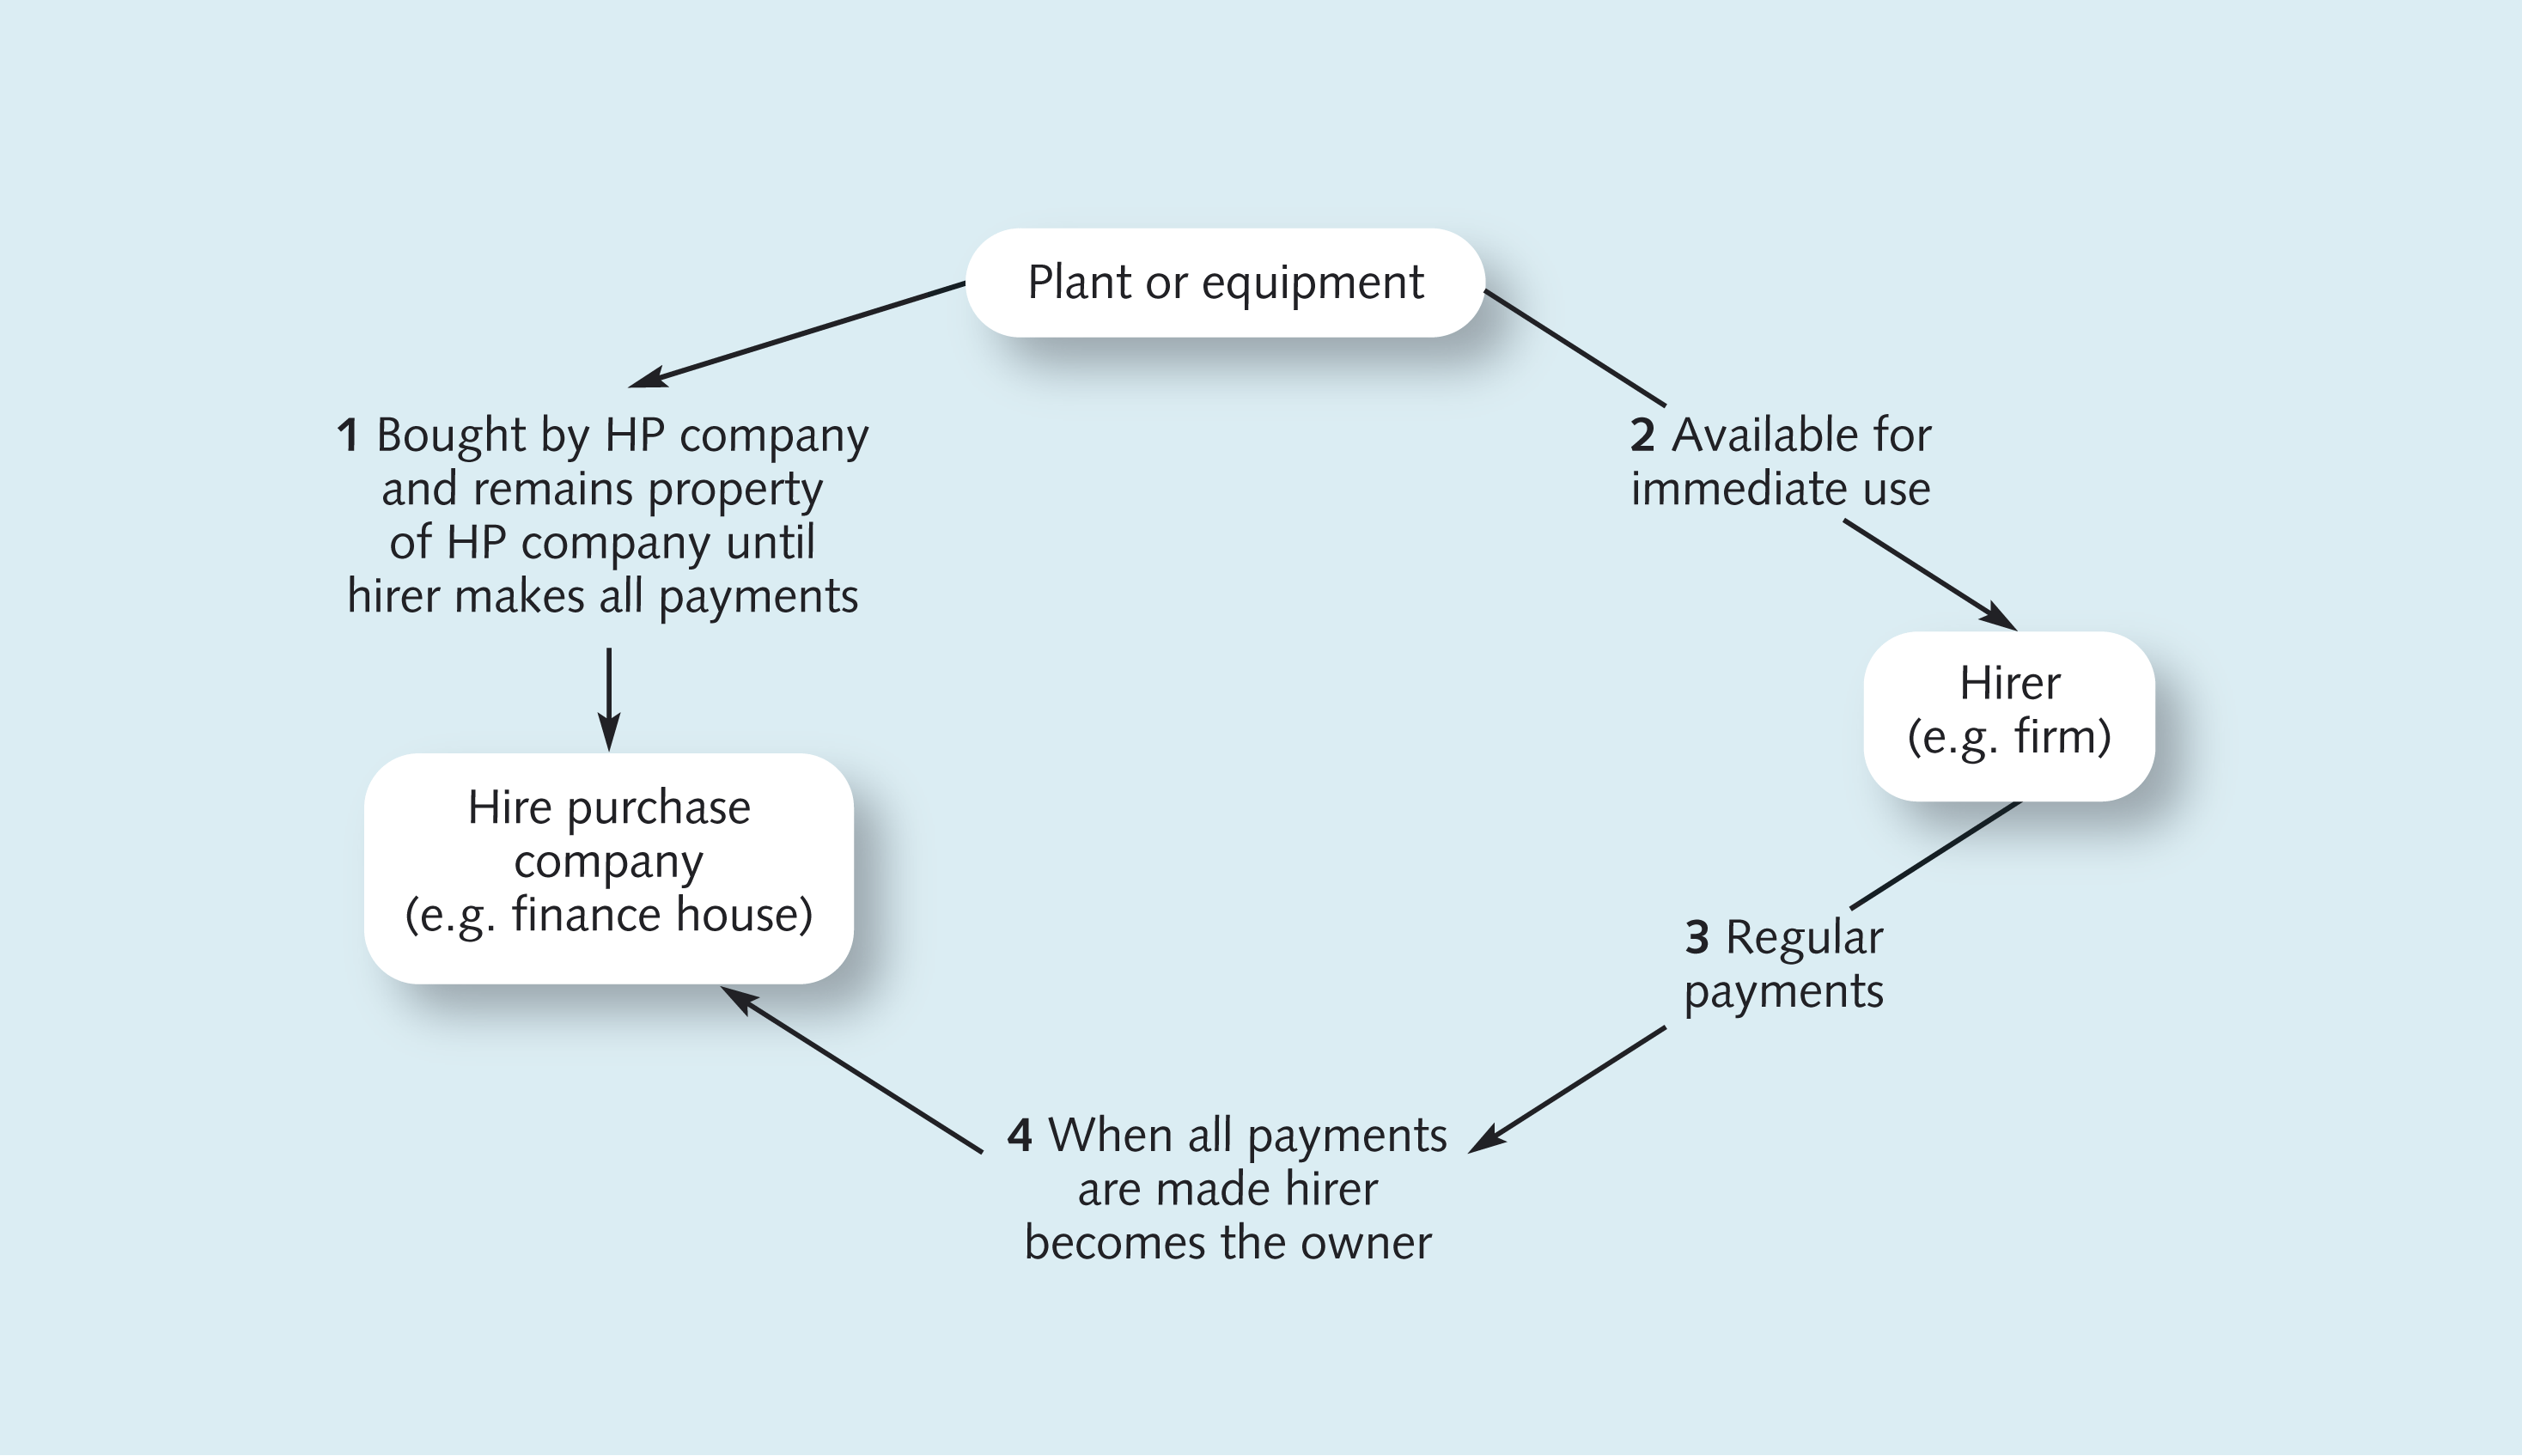 Plant or equipment
1 Bought by HP company
and remains property
of HP company until
hirer makes all payments
2 Available for
immediate use
Hirer
(e.g. firm)
Hire purchase
company
(e.g. finance house)
3 Regular
payments
4 When all payments
are made hirer
becomes the owner